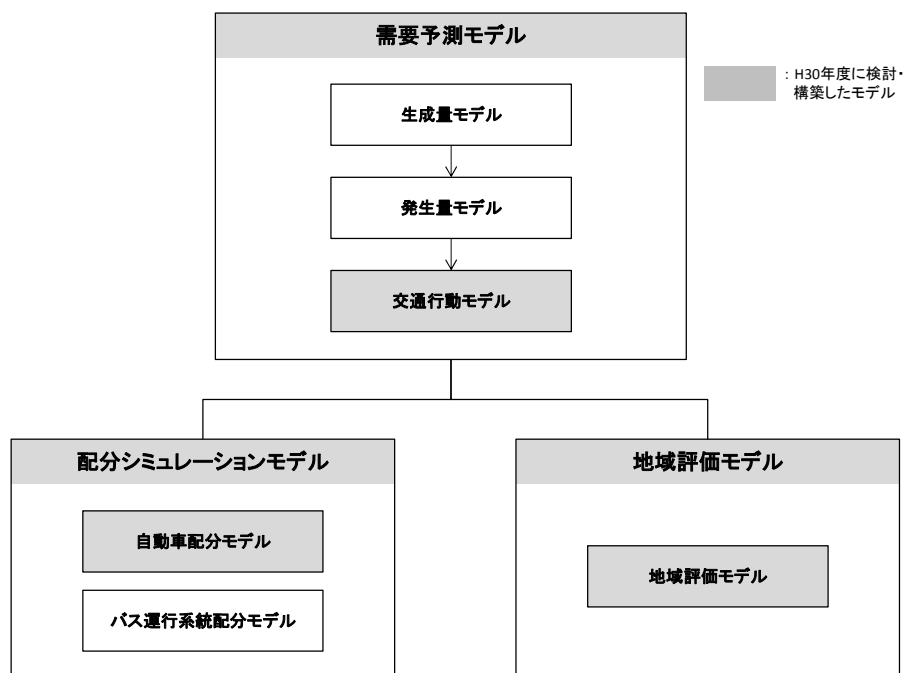 需要予測モデル
：H30年度に検討・
構築したモデル
生成量モデル
発生量モデル
交通行動モデル
配分シミュレーションモデル
地域評価モデル
自動車配分モデル
地域評価モデル
バス運行系統配分モデル